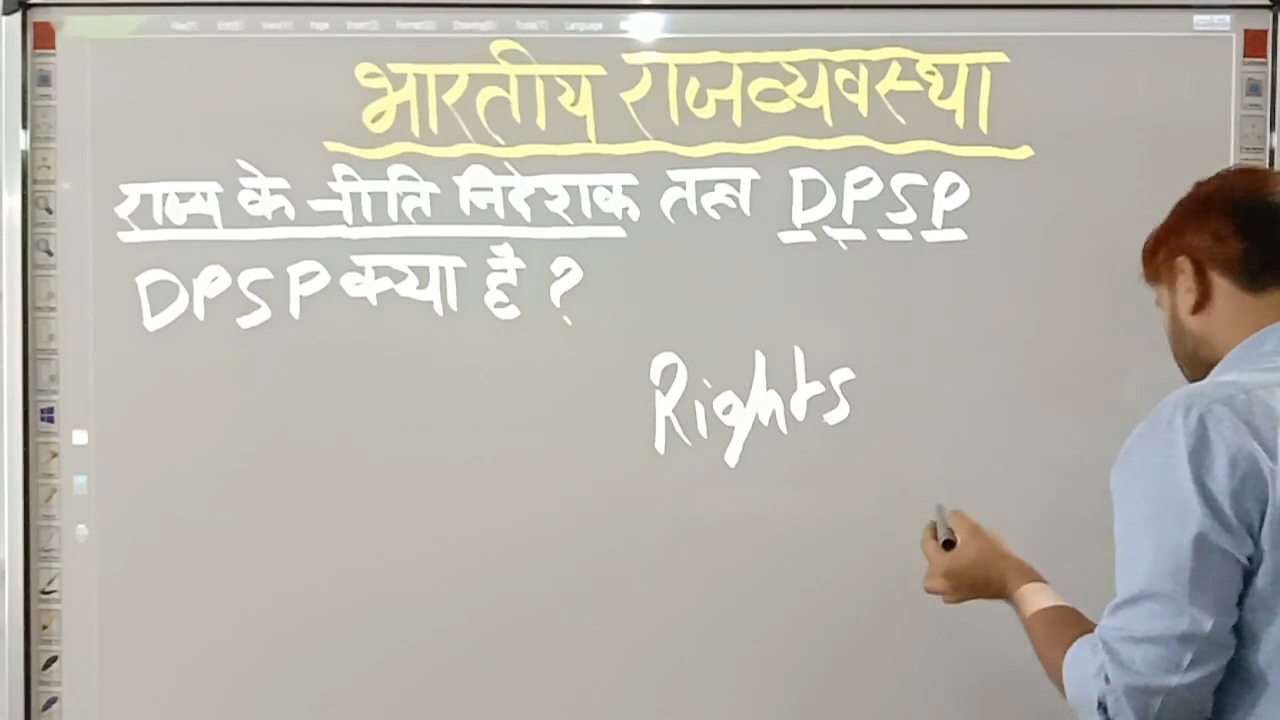 भारतीय राजव्यवस्था
राज्य के नीति निदेशक तत्व DPSP
DPSP क्या है ?
Rights